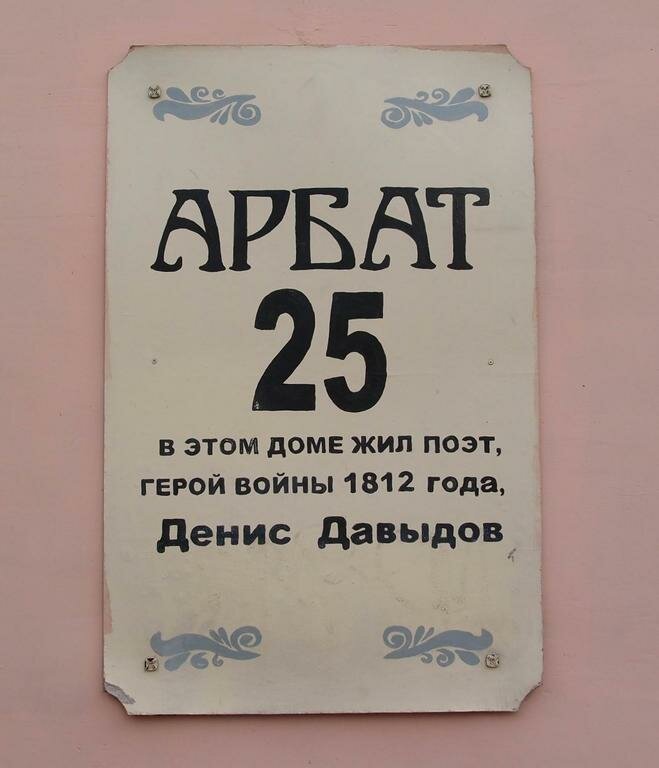 АРБАТ
25
В ЭТОМ ДОМЕ ЖИЛ ПОЭТ,
ГЕРОЙ ВОЙНЫ 1812 года,
Денис Давыдов